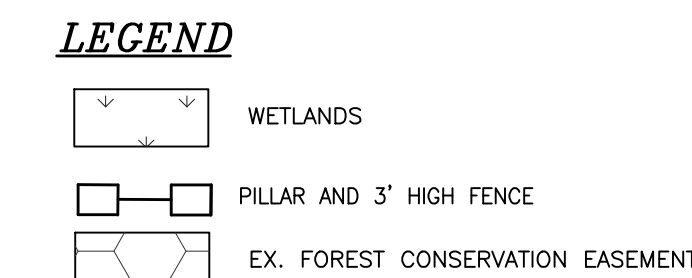 LEGEND
WETLANDS
PILLAR AND 3' HIGH FENCE
EX. FOREST CONSERVATION EASEMENT